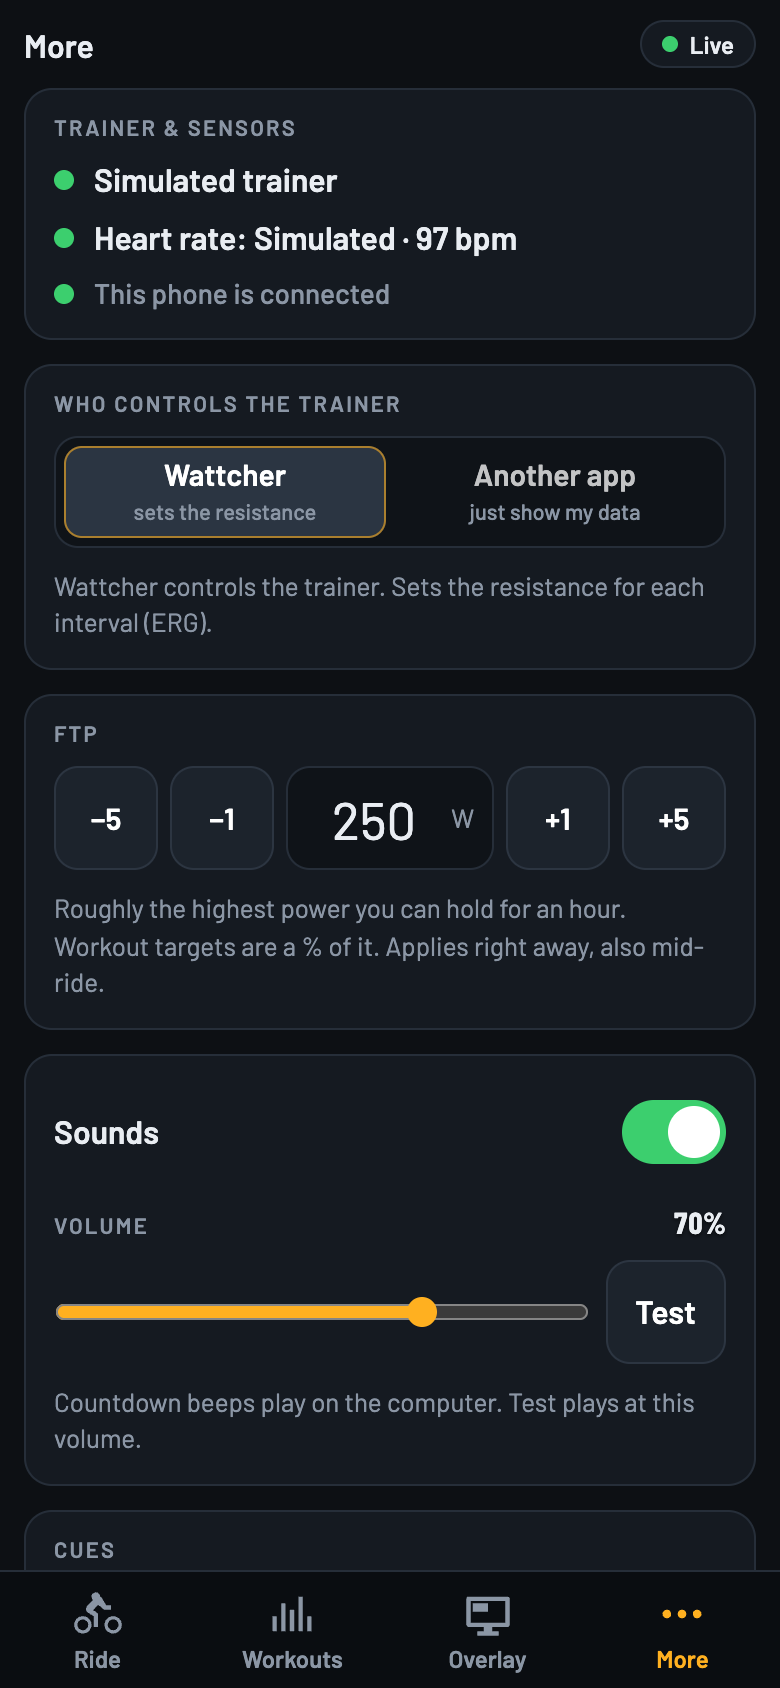 More
Live
TRAINER & SENSORS
Simulated trainer
Heart rate: Simulated · 97 bpm
This phone is connected
WHO CONTROLS THE TRAINER
Wattcher
sets the resistance
Another app
just show my data
Wattcher controls the trainer. Sets the resistance for each
interval (ERG).
FTP
–5
–1
250 W
+1
+5
Roughly the highest power you can hold for an hour.
Workout targets are a % of it. Applies right away, also mid-
ride.
Sounds
VOLUME
70%
Test
Countdown beeps play on the computer. Test plays at this
volume.
CUES
Ride
Workouts
Overlay
More